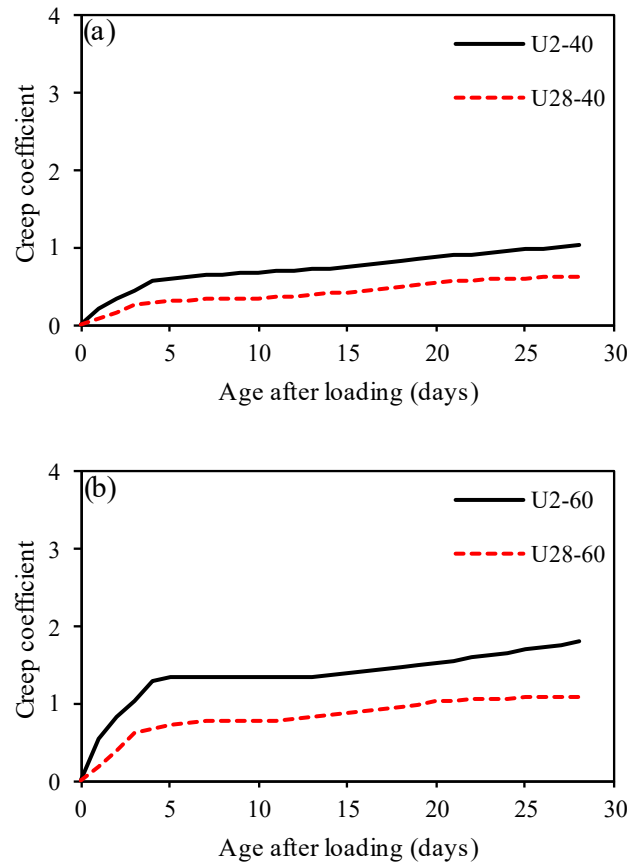 (a)
4
3
2
1
0
Creep coefficient
U2-40
U28-40
0 5 10 15 20 25 30
Age after loading (days)
(b)
4
3
2
1
0
Creep coefficient
U2-60
U28-60
0 5 10 15 20 25 30
Age after loading (days)